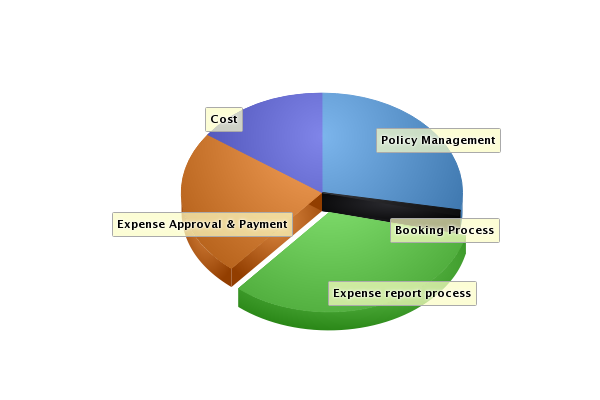 Cost
Policy Management
Expense Approval & Payment
Booking Process
Expense report process